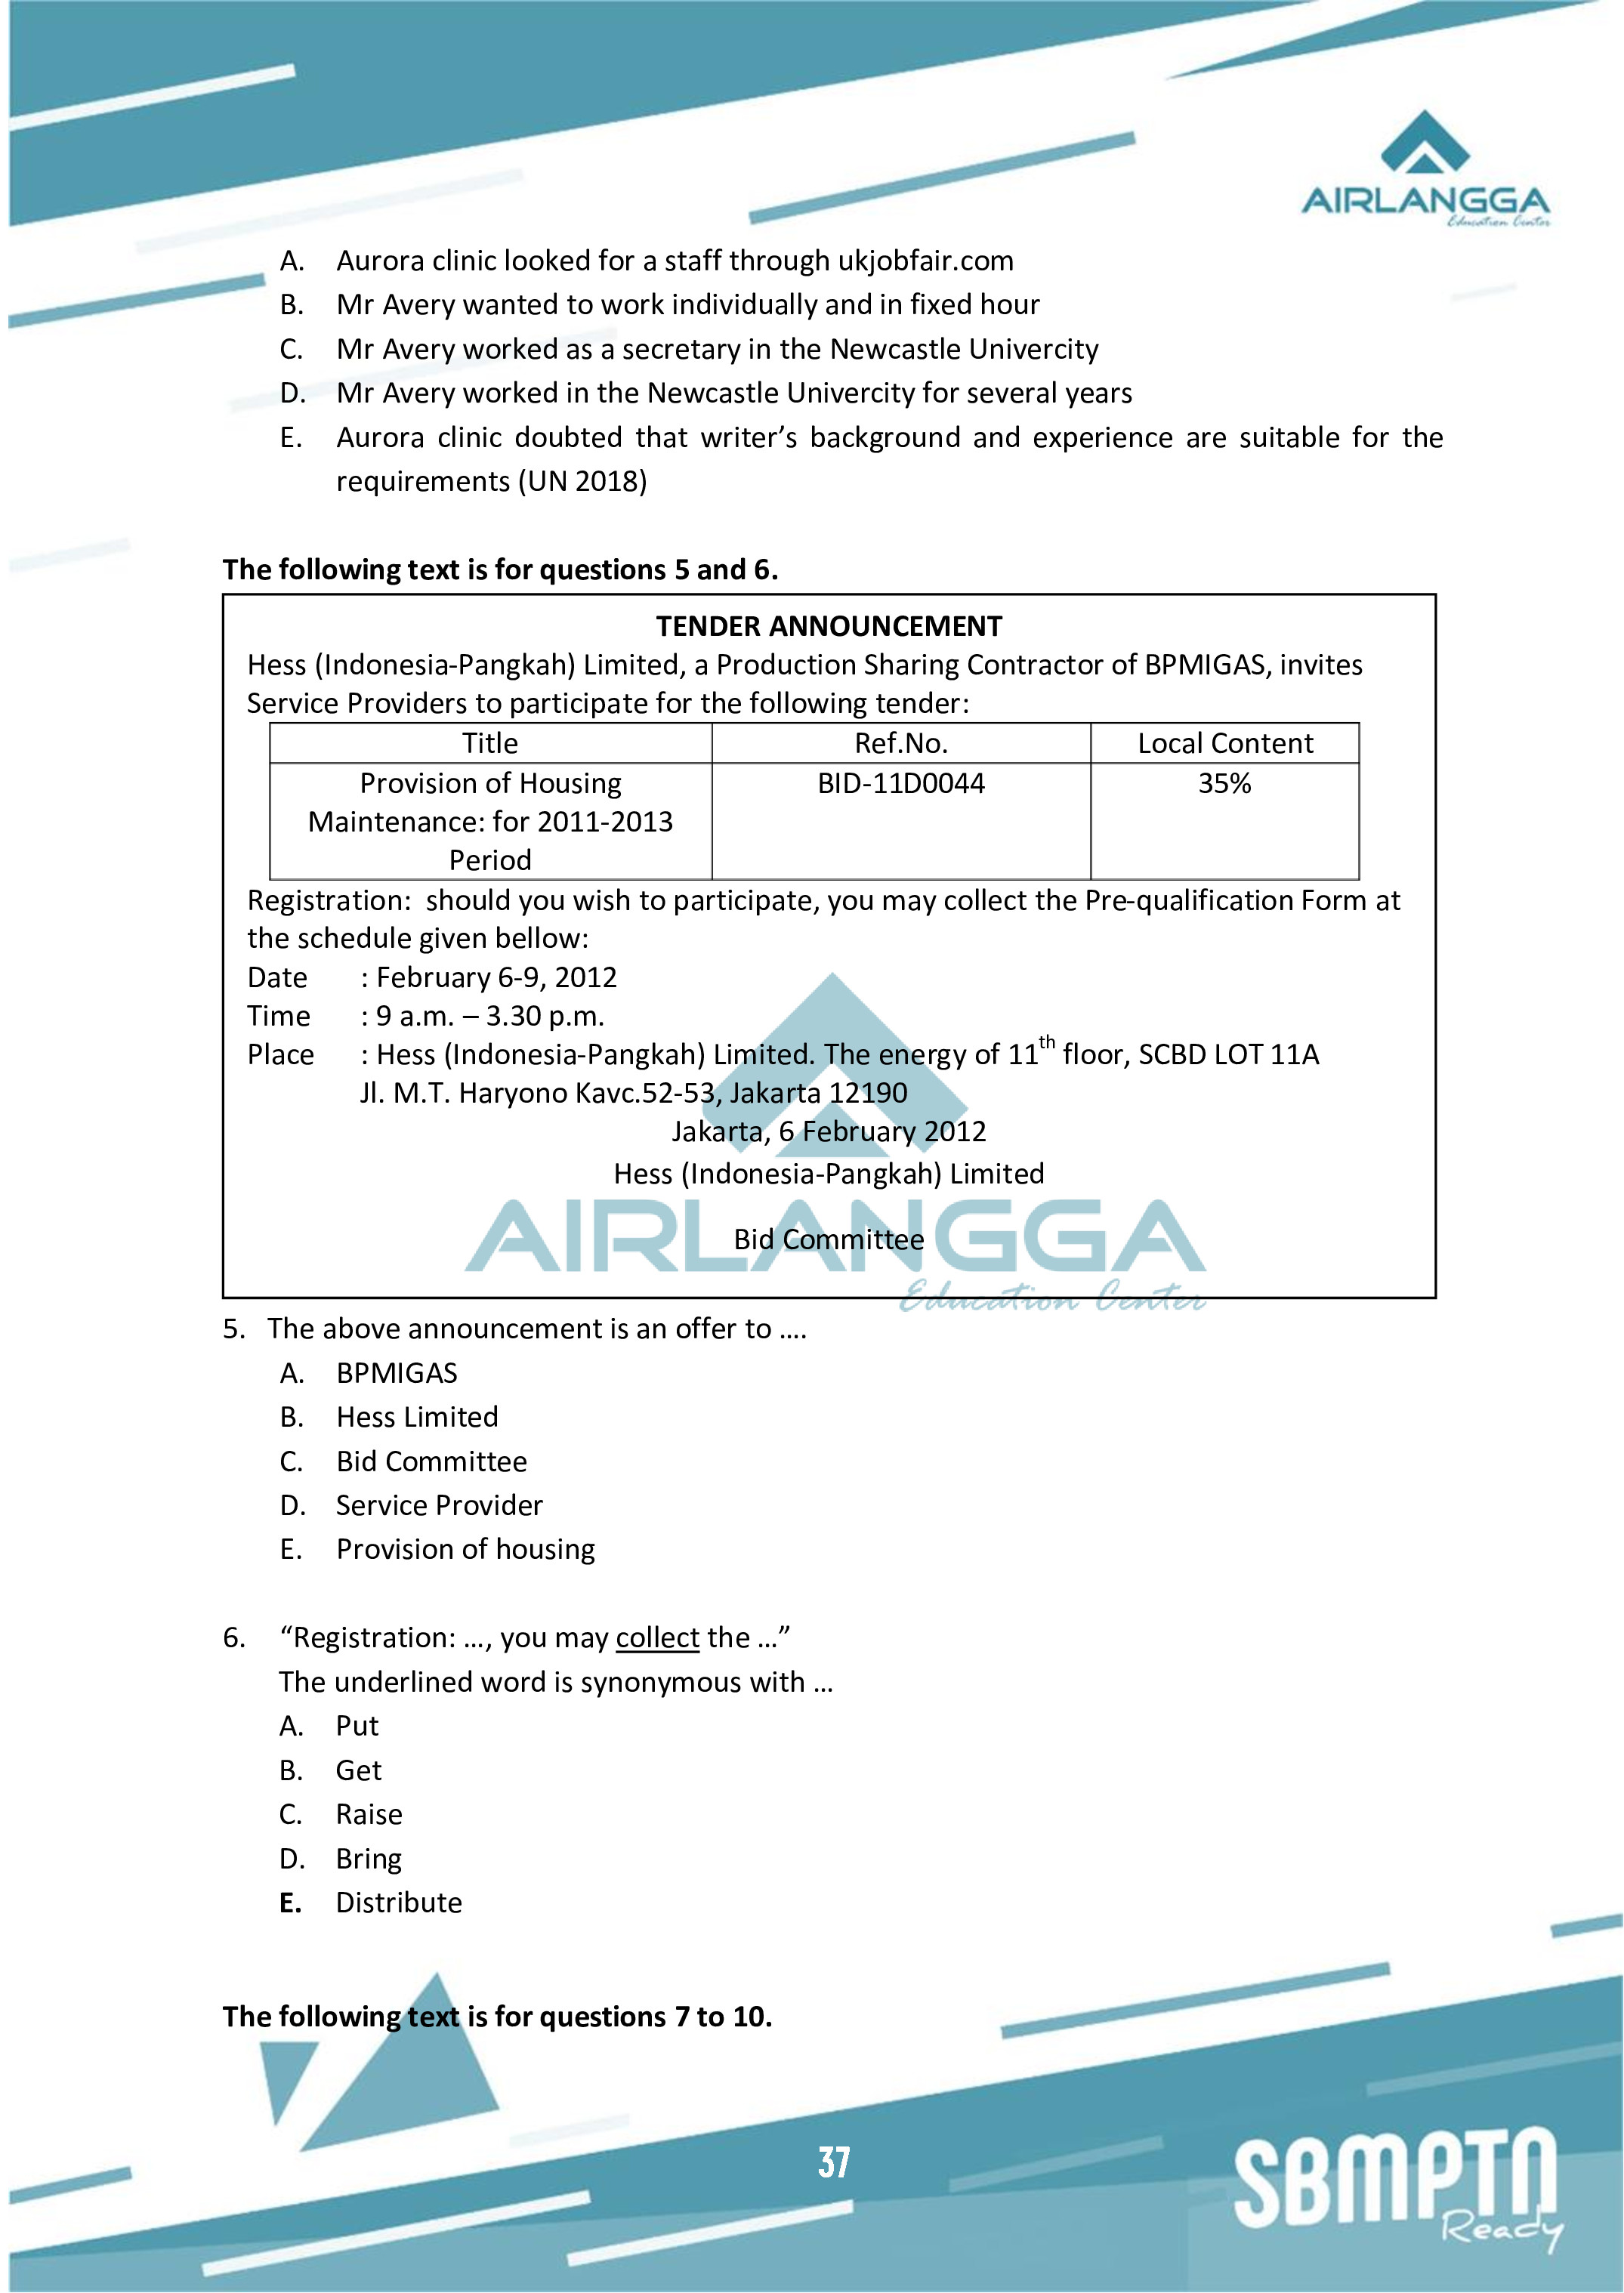 AIRLANGGA
Education Center
A. Aurora clinic looked for a staff through ukjobfair.com
B. Mr Avery wanted to work individually and in fixed hour
C. Mr Avery worked as a secretary in the Newcastle Univercity
D. Mr Avery worked in the Newcastle Univercity for several years
E. Aurora clinic doubted that writer’s background and experience are suitable for the
requirements (UN 2018)
The following text is for questions 5 and 6.
TENDER ANNOUNCEMENT
Hess (Indonesia-Pangkah) Limited, a Production Sharing Contractor of BPMIGAS, invites
Service Providers to participate for the following tender:
Title Ref.No. Local Content
Provision of Housing BID-11D0044 35%
Maintenance: for 2011-2013
Period
Registration: should you wish to participate, you may collect the Pre-qualification Form at
the schedule given bellow:
Date : February 6-9, 2012
Time : 9 a.m. – 3.30 p.m.
Place : Hess (Indonesia-Pangkah) Limited. The energy of 11th floor, SCBD LOT 11A
Jl. M.T. Haryono Kavc.52-53, Jakarta 12190
Jakarta, 6 February 2012
Hess (Indonesia-Pangkah) Limited
AIRLANGGA
Bid Committee
Education Center
5. The above announcement is an offer to ….
A. BPMIGAS
B. Hess Limited
C. Bid Committee
D. Service Provider
E. Provision of housing
6. “Registration: …, you may collect the …”
The underlined word is synonymous with …
A. Put
B. Get
C. Raise
D. Bring
E. Distribute
The following text is for questions 7 to 10.
37
SBMPTN
Ready